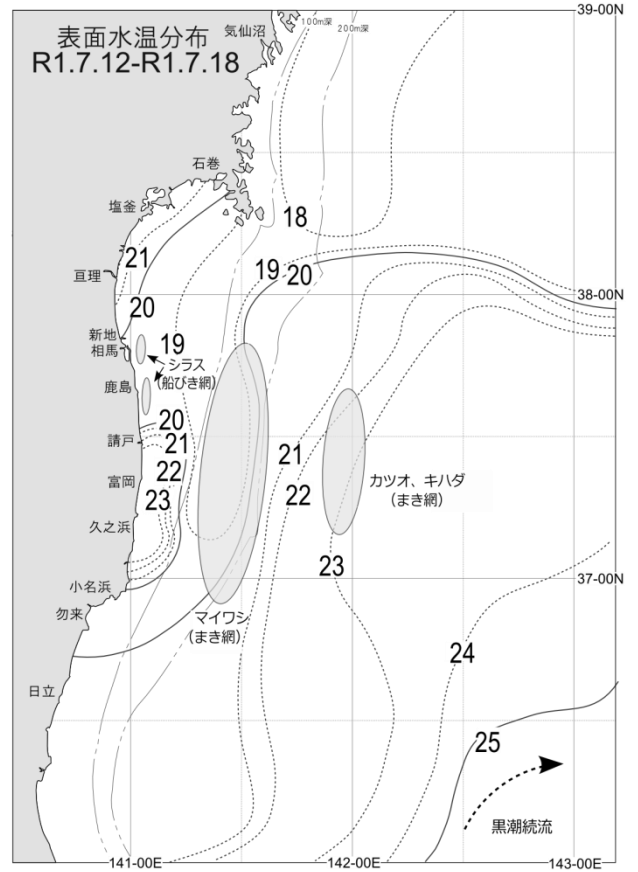 39-00N
表面水温分布
R1.7.12-R1.7.18
気仙沼
100m深
200m深
石巻
塩釜
18
21
亘理
19
20
38-00N
20
新地
相馬
19
シラス
(船びき網)
鹿島
20
請戸
21
21
富岡
22
22
カツオ、キハダ
(まき網)
23
久之浜
23
小名浜
37-00N
勿来
マイワシ
(まき網)
24
日立
25
黒潮続流
141-00E
142-00E
143-00E